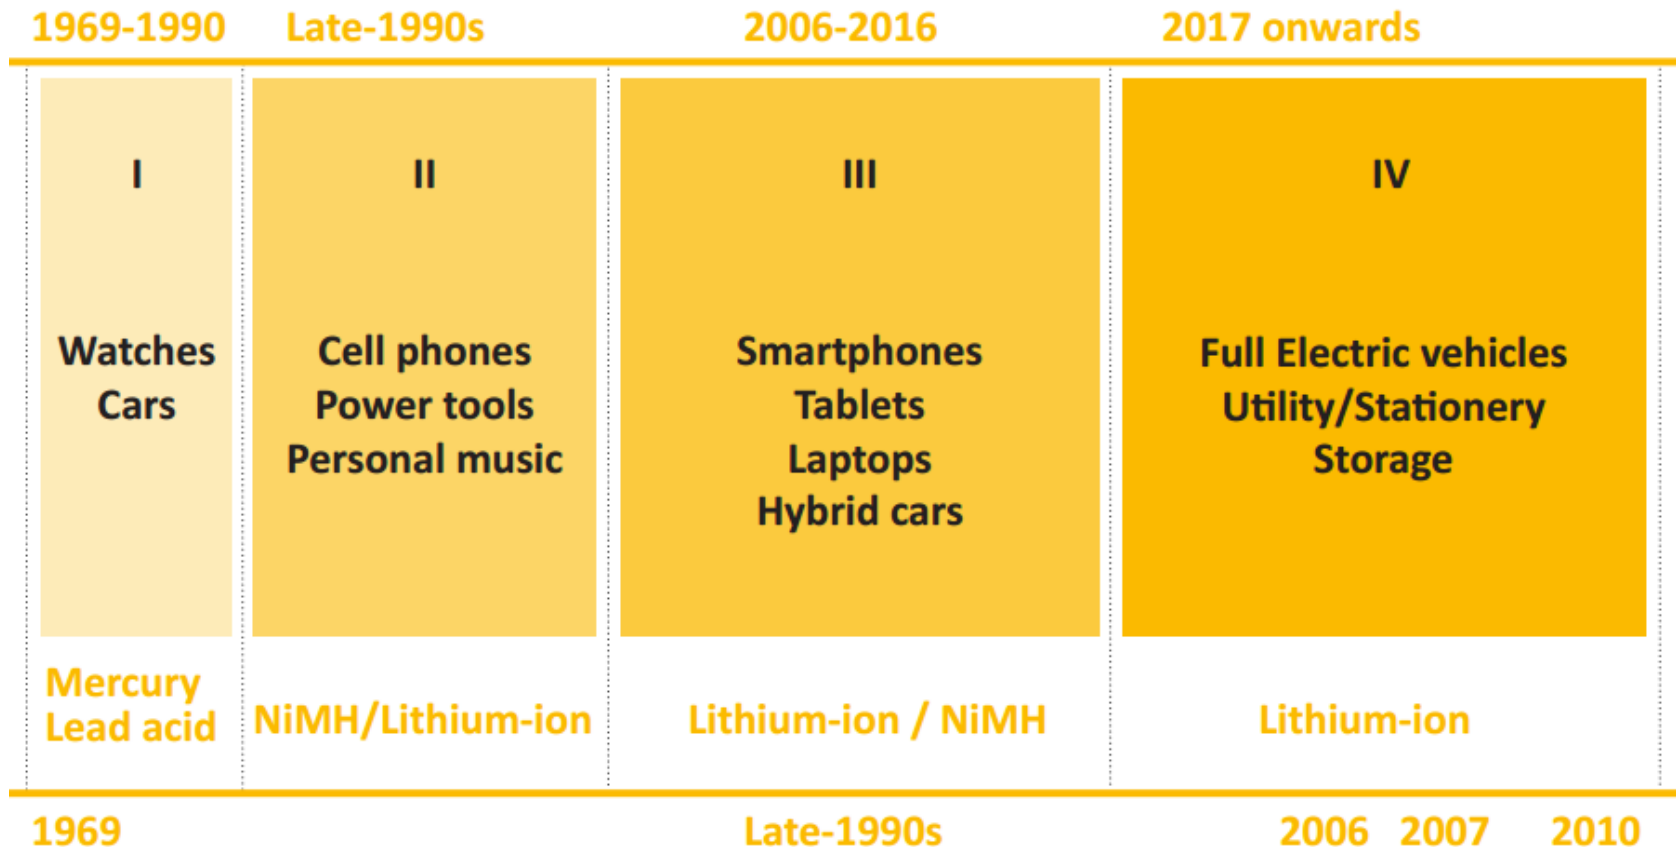 1969-1990 Late-1990s 2006-2016 2017 onwards
I
Watches
Cars
Mercury
Lead acid
II
Cell phones
Power tools
Personal music
NiMH/Lithium-ion
III
Smartphones
Tablets
Laptops
Hybrid cars
Lithium-ion / NiMH
IV
Full Electric vehicles
Utility/Stationery
Storage
Lithium-ion
1969 Late-1990s 2006 2007 2010